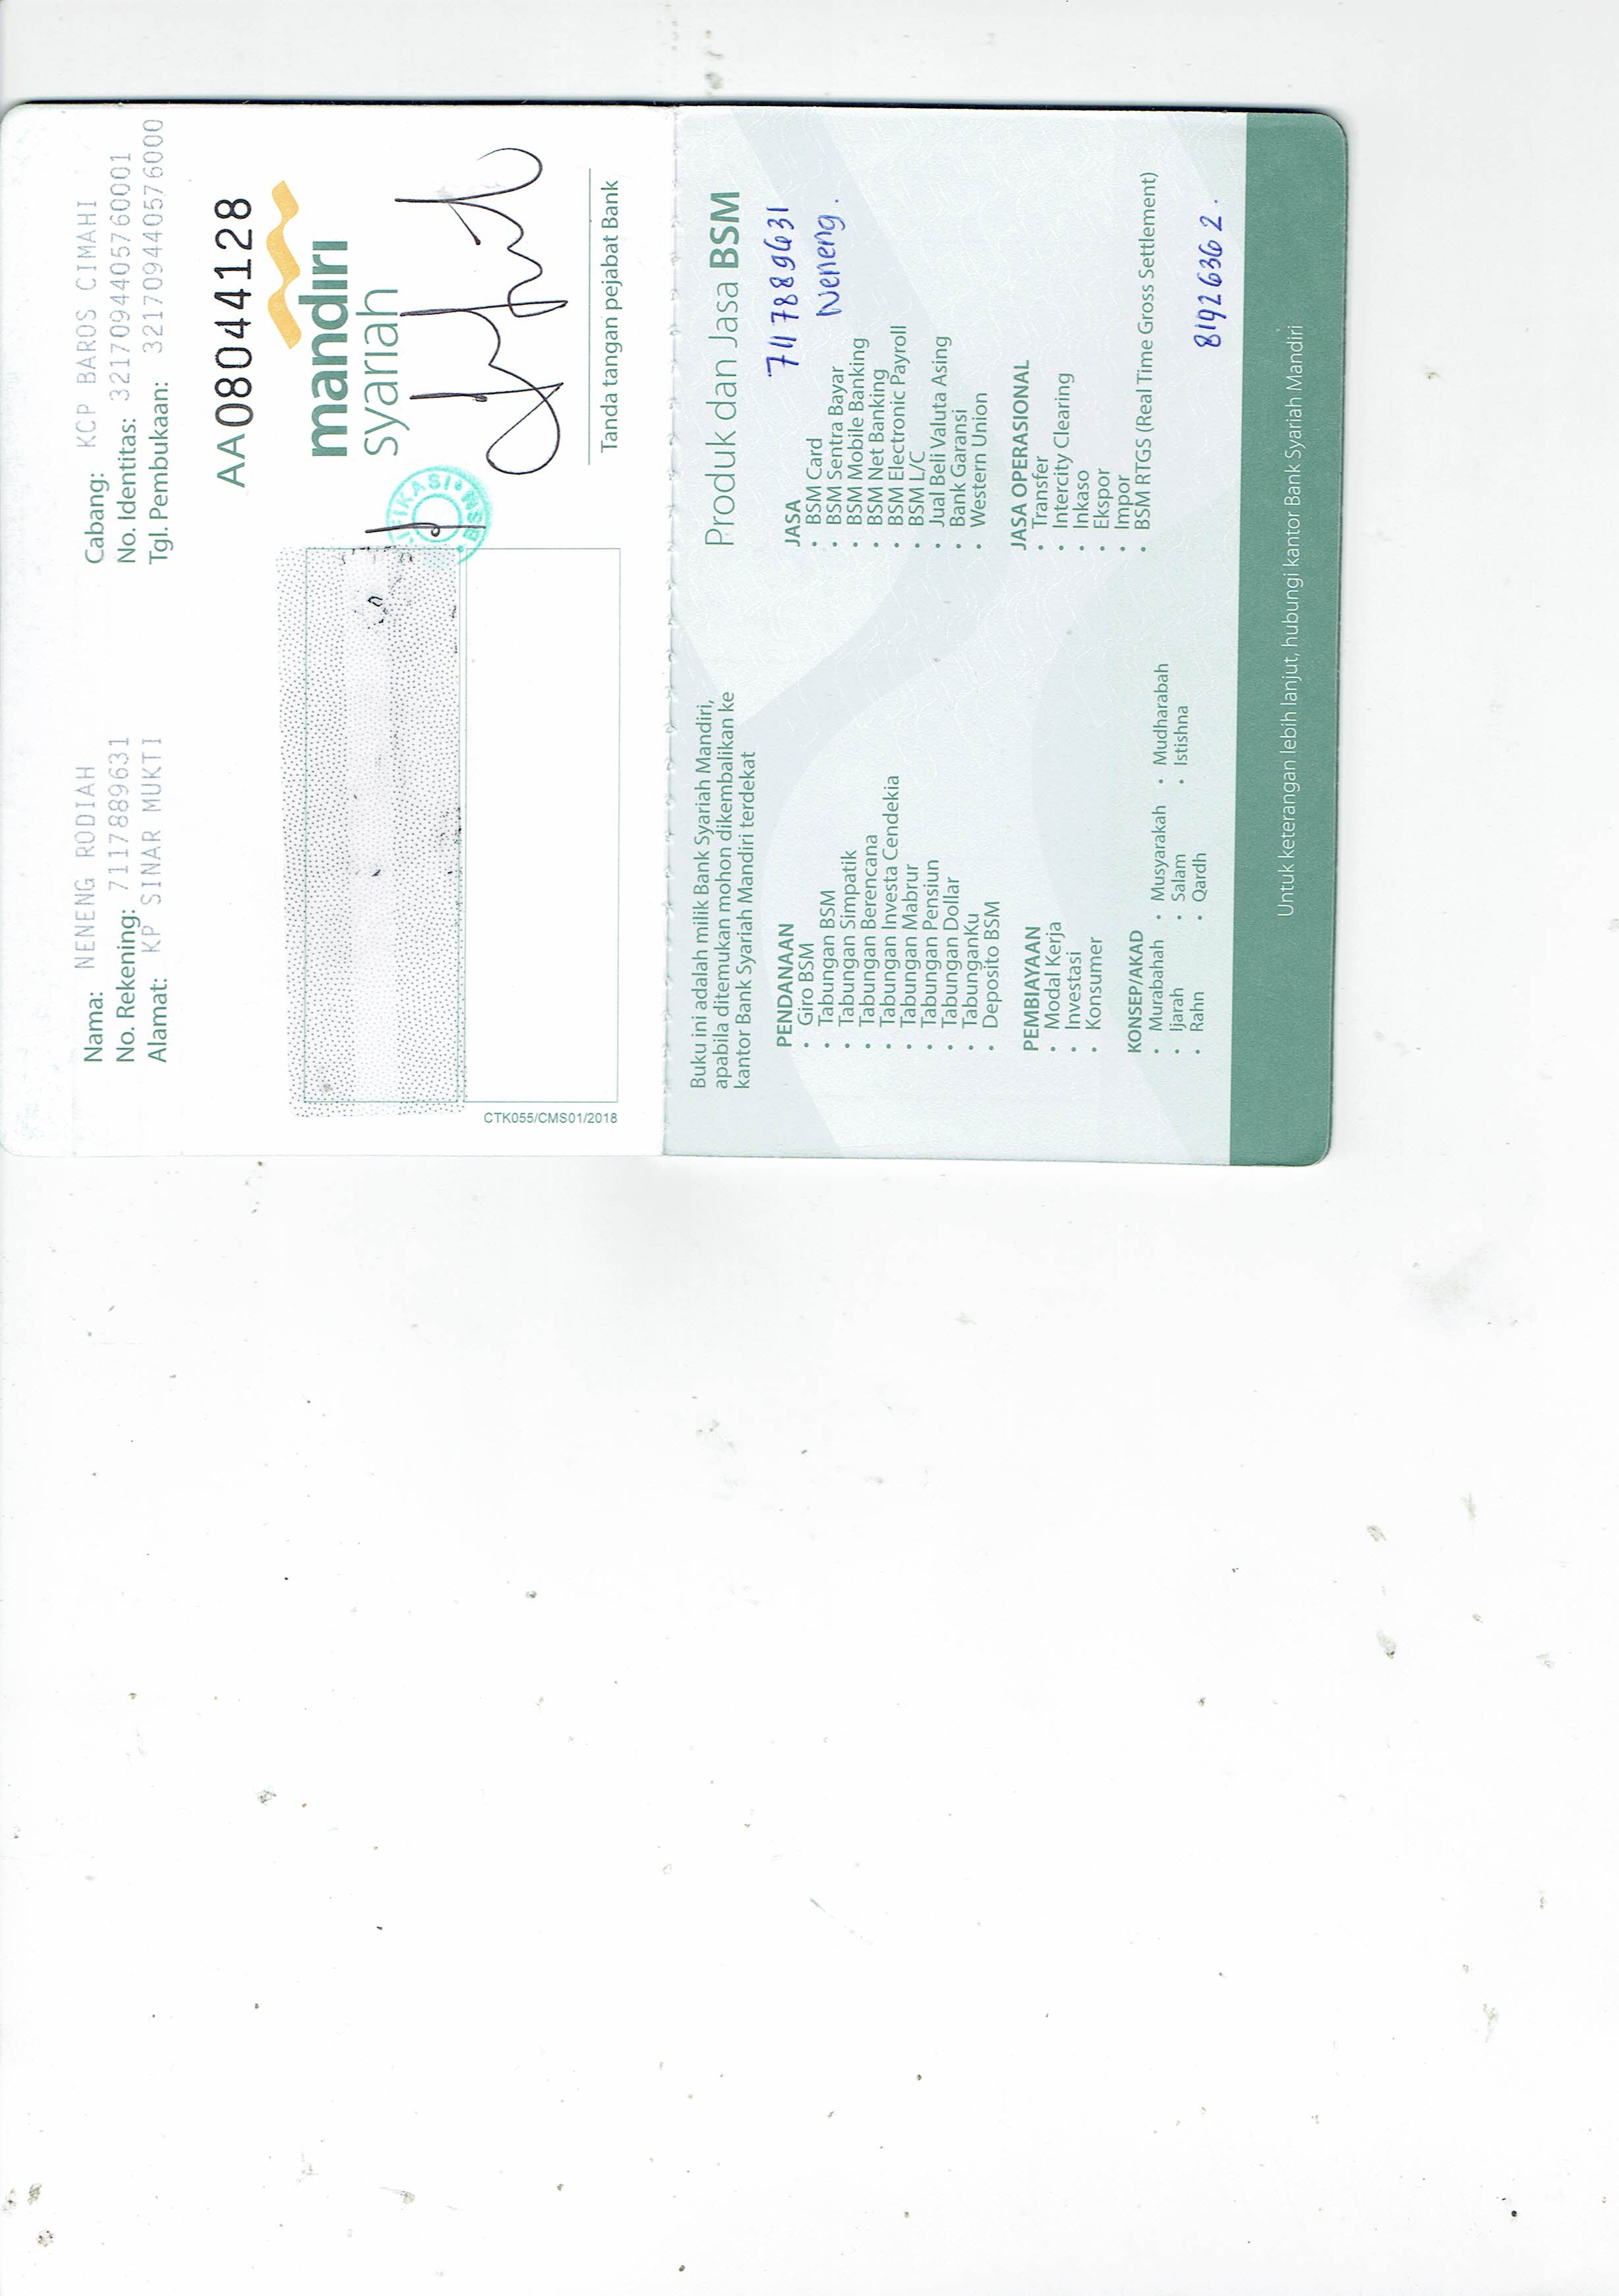 Nama: NENENG RODIAH
No. Rekening: 7117889631
Alamat: KP SINAR MUKTI
Cabang: KCP BAROS CIMAHI
No. Identitas: 3217094405760001
Tgl. Pembukaan: 321709440576000
AA0804128
mandiri
syariah
IFIKASI • BSM •
Tanda tangan pejabat Bank
CTK055/CMS01/2018
Buku ini adalah milik Bank Syariah Mandiri,
apabila ditemukan mohon dikembalikan ke
kantor Bank Syariah Mandiri terdekat
PENDANAAN
• Giro BSM
• Tabungan BSM
• Tabungan Simpatik
• Tabungan Berencana
• Tabungan Investa Cendekia
• Tabungan Mabrur
• Tabungan Pensiun
• Tabungan Dollar
• TabunganKu
• Deposito BSM
PEMBIAYAAN
• Modal Kerja
• Investasi
• Konsumer
KONSEP/AKAD
• Murabahah • Musyarakah • Mudharabah
• Ijarah • Salam • Istishna
• Rahn • Qardh
Produk dan Jasa BSM
7117889631
Neneng.
JASA
• BSM Card
• BSM Sentra Bayar
• BSM Mobile Banking
• BSM Net Banking
• BSM Electronic Payroll
• BSM L/C
• Jual Beli Valuta Asing
• Bank Garansi
• Western Union
JASA OPERASIONAL
• Transfer
• Intercity Clearing
• Inkaso
• Ekspor
• Impor
• BSM RTGS (Real Time Gross Settlement)
81926362.
Untuk keterangan lebih lanjut, hubungi kantor Bank Syariah Mandiri